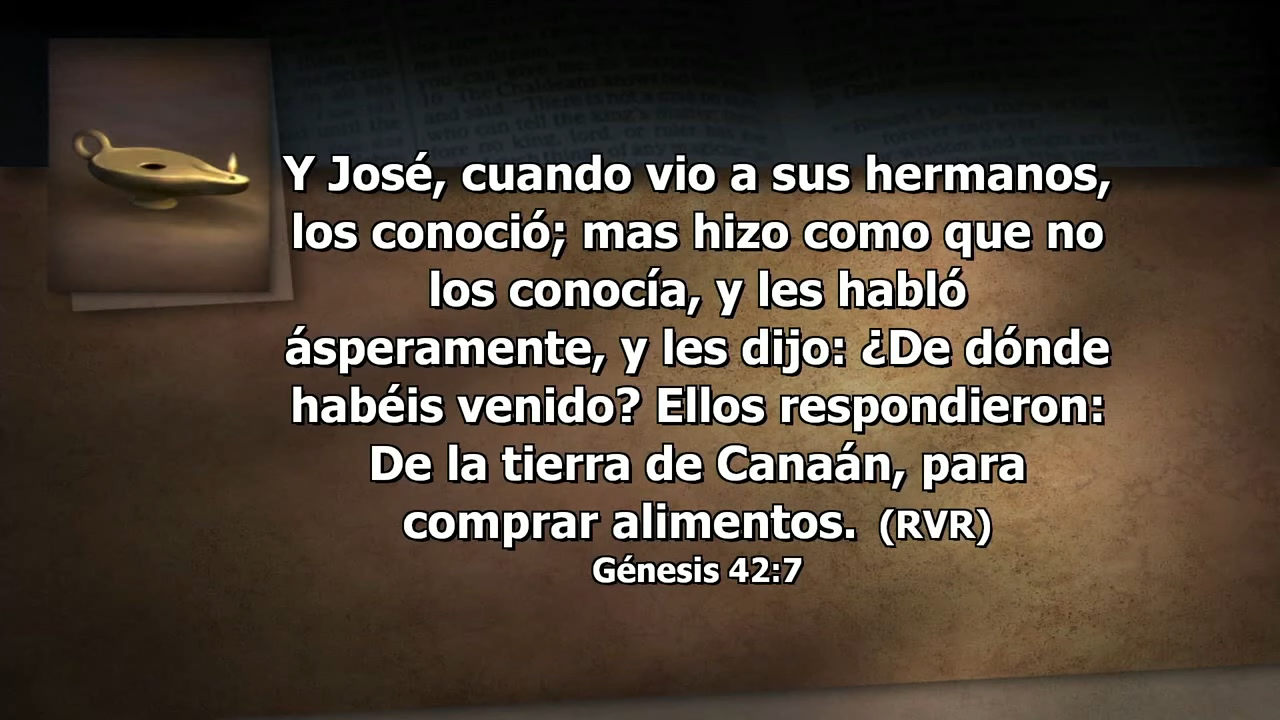 Y José, cuando vio a sus hermanos,
los conoció; mas hizo como que no
los conocía, y les habló
ásperamente, y les dijo: ¿De dónde
habéis venido? Ellos respondieron:
De la tierra de Canaán, para
comprar alimentos. (RVR)
Génesis 42:7